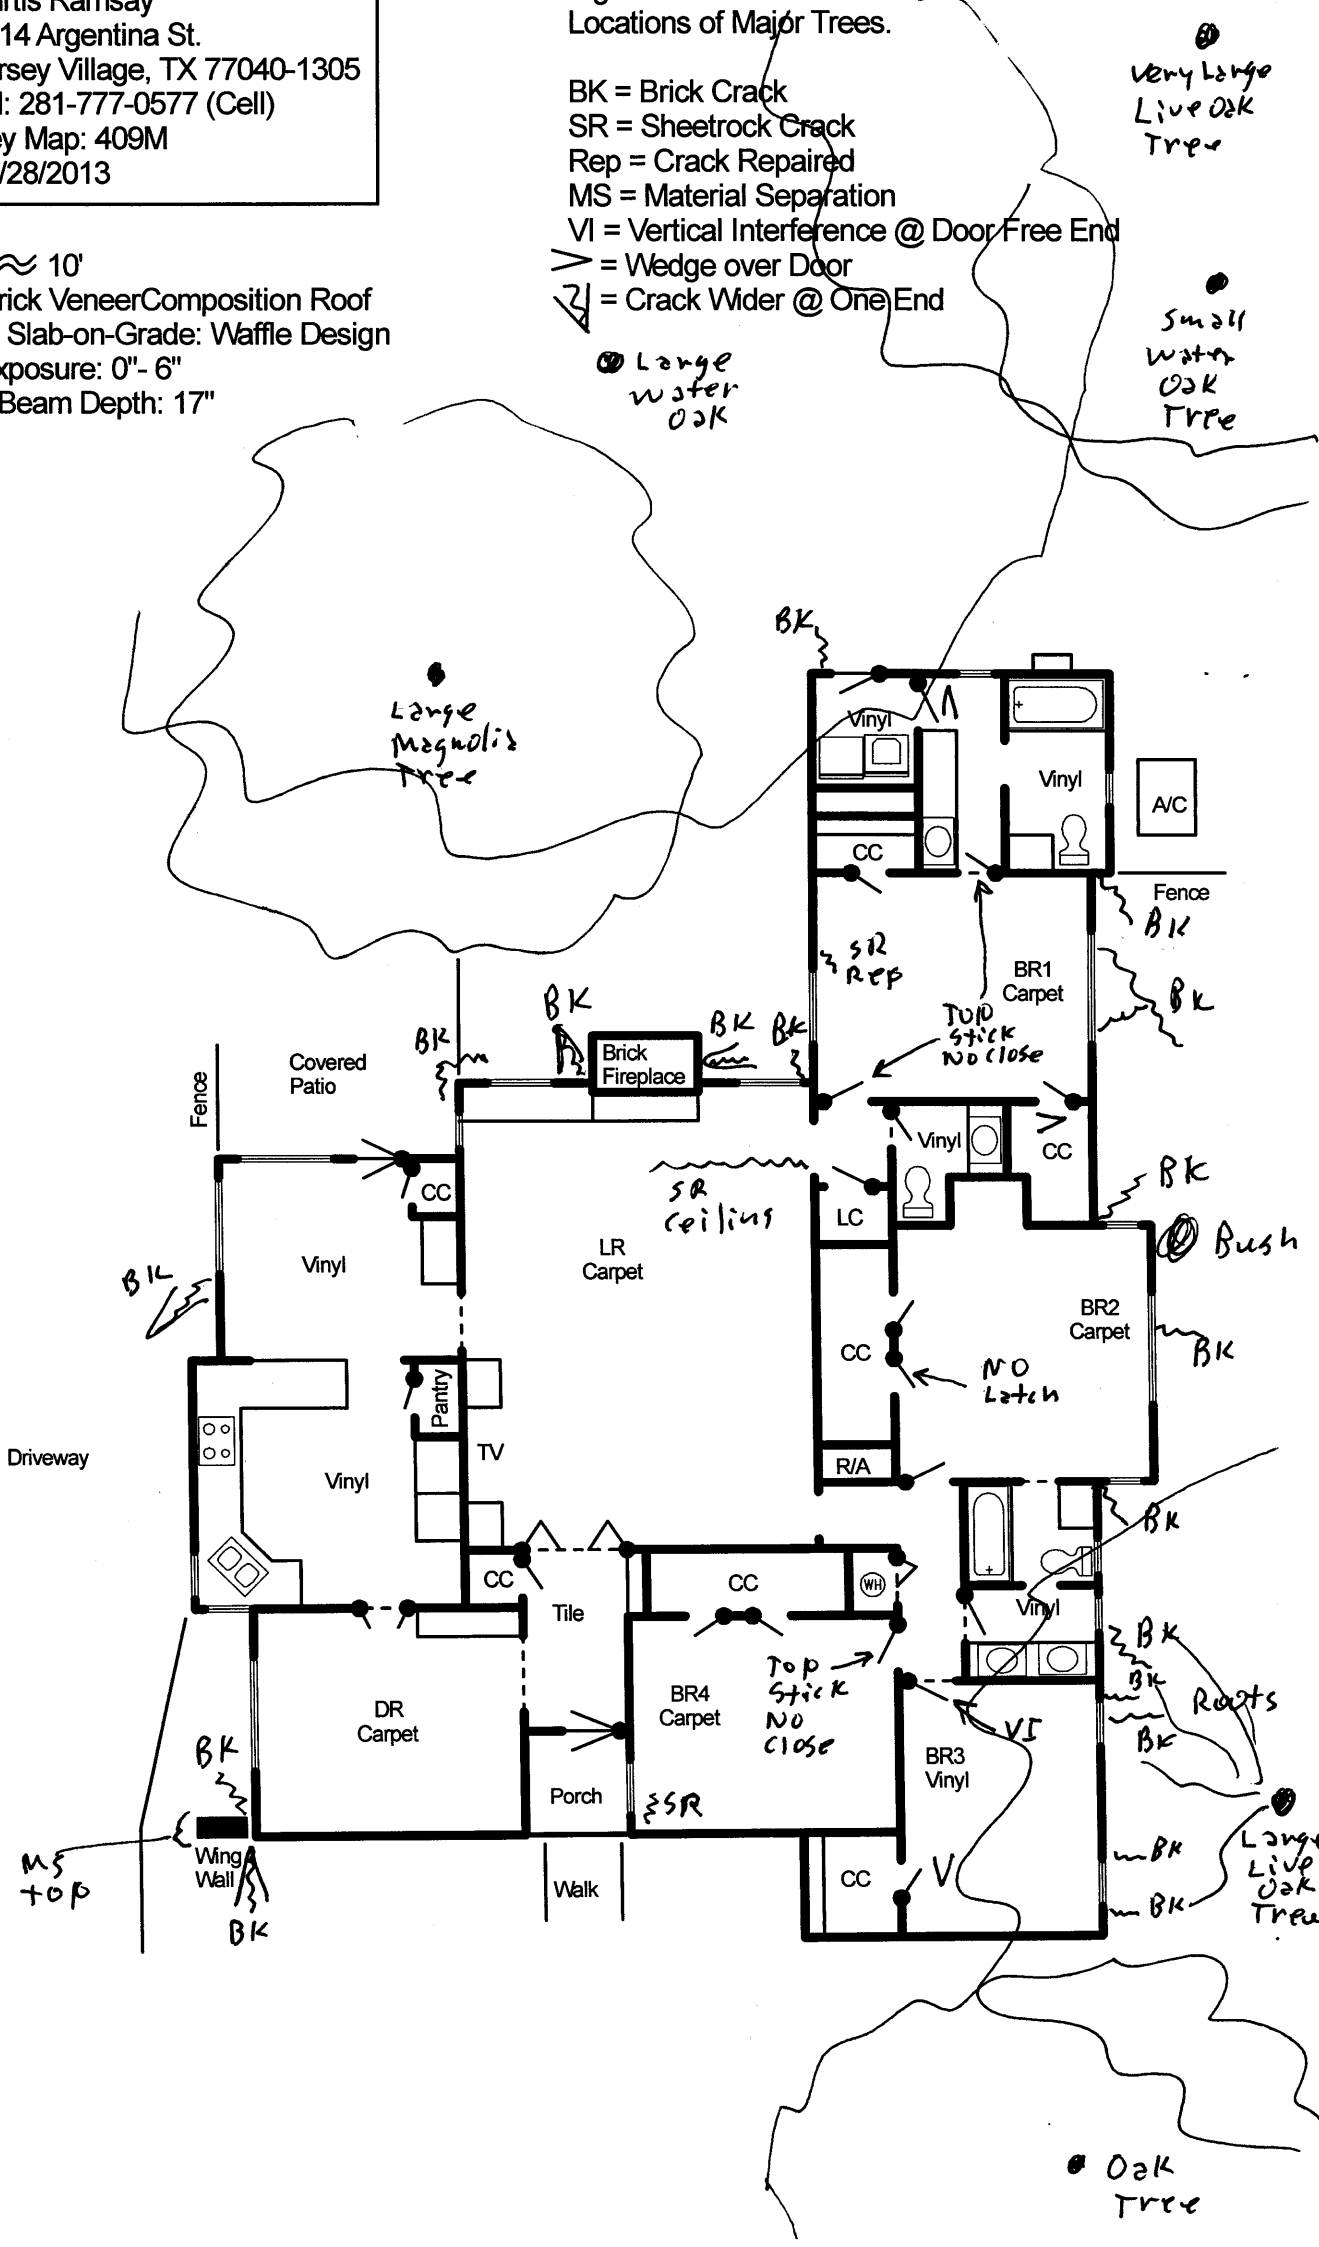 rtis Ramsay
14 Argentina St.
rsey Village, TX 77040-1305
l: 281-777-0577 (Cell)
ey Map: 409M
/28/2013
10'
rick VeneerComposition Roof
Slab-on-Grade: Waffle Design
xposure: 0"- 6"
Beam Depth: 17"
Locations of Major Trees.
BK = Brick Crack
SR = Sheetrock Crack
Rep = Crack Repaired
MS = Material Separation
VI = Vertical Interference @ Door Free End
= Wedge over Door
= Crack Wider @ One End
Very Large
Live Oak
Tree
Small
Water
Oak
Tree
Large
Water
Oak
Large
Magnolia
Tree
BK
Vinyl
Vinyl
A/C
CC
Fence
BK
SR
Rep
BR1
Carpet
BK
Top
Stick
No Close
BK
BK
BK
BK
Brick
Fireplace
Covered
Patio
Fence
Vinyl
CC
CC
SR
Ceiling
LC
BK
Bush
LR
Carpet
Vinyl
BK
BR2
Carpet
BK
CC
No
Latch
Pantry
TV
Driveway
Vinyl
R/A
BK
CC
CC
WH
Tile
Vinyl
BK
BK
BK
Roots
Top
Stick
No
Close
BR4
Carpet
DR
Carpet
VI
BR3
Vinyl
BK
Porch
SR
Wing
Wall
MS
top
BK
Walk
CC
V
BK
BK
Large
Live
Oak
Tree
Oak
Tree